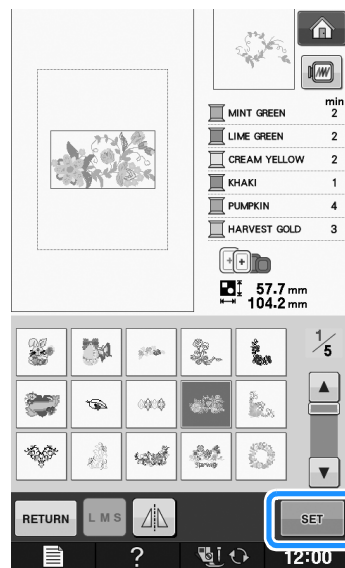 min
MINT GREEN 2
LIME GREEN 2
CREAM YELLOW 2
KHAKI 1
PUMPKIN 4
HARVEST GOLD 3
57.7 mm
104.2 mm
1/5
RETURN
L M S
SET
?
12:00